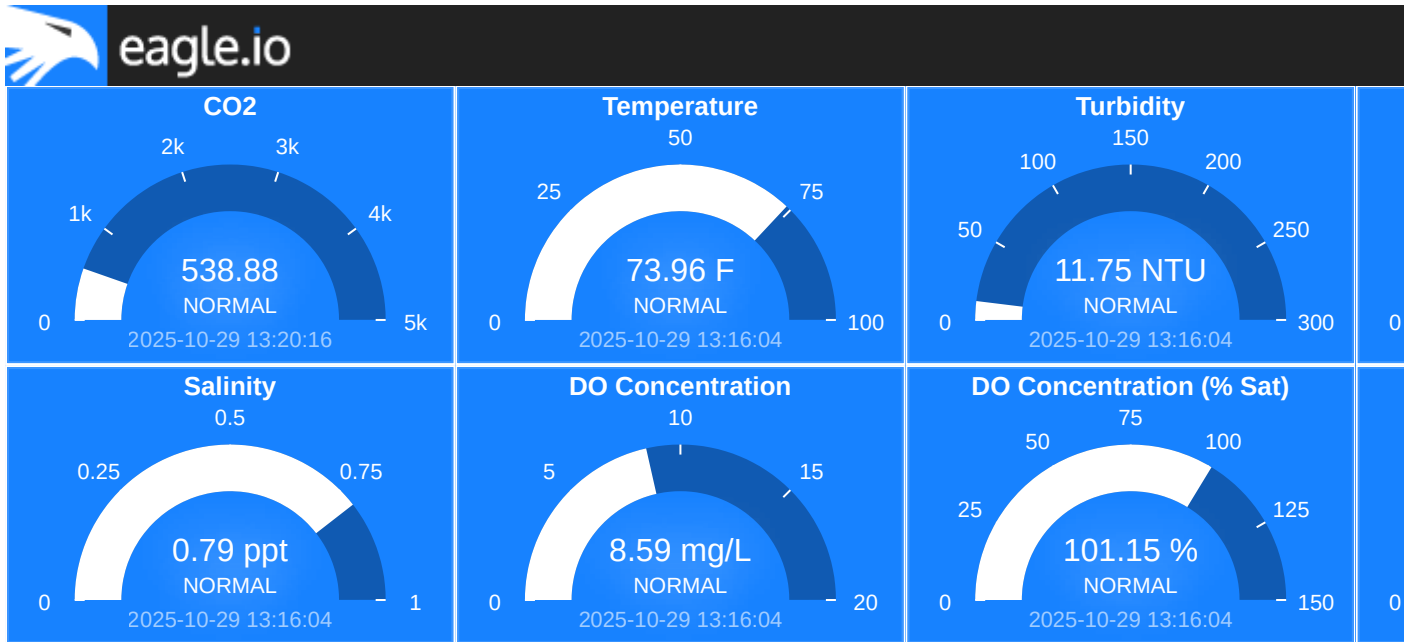 eagle.io
CO2
2k 3k
1k 4k
538.88
NORMAL
0 5k
2025-10-29 13:20:16
Temperature
50
25 75
73.96 F
NORMAL
0 100
2025-10-29 13:16:04
Turbidity
150
100 200
50 250
11.75 NTU
NORMAL
0 300
2025-10-29 13:16:04
0
Salinity
0.5
0.25 0.75
0.79 ppt
NORMAL
0 1
2025-10-29 13:16:04
DO Concentration
10
5 15
8.59 mg/L
NORMAL
0 20
2025-10-29 13:16:04
DO Concentration (% Sat)
75
50 100
25 125
101.15 %
NORMAL
0 150
2025-10-29 13:16:04
0